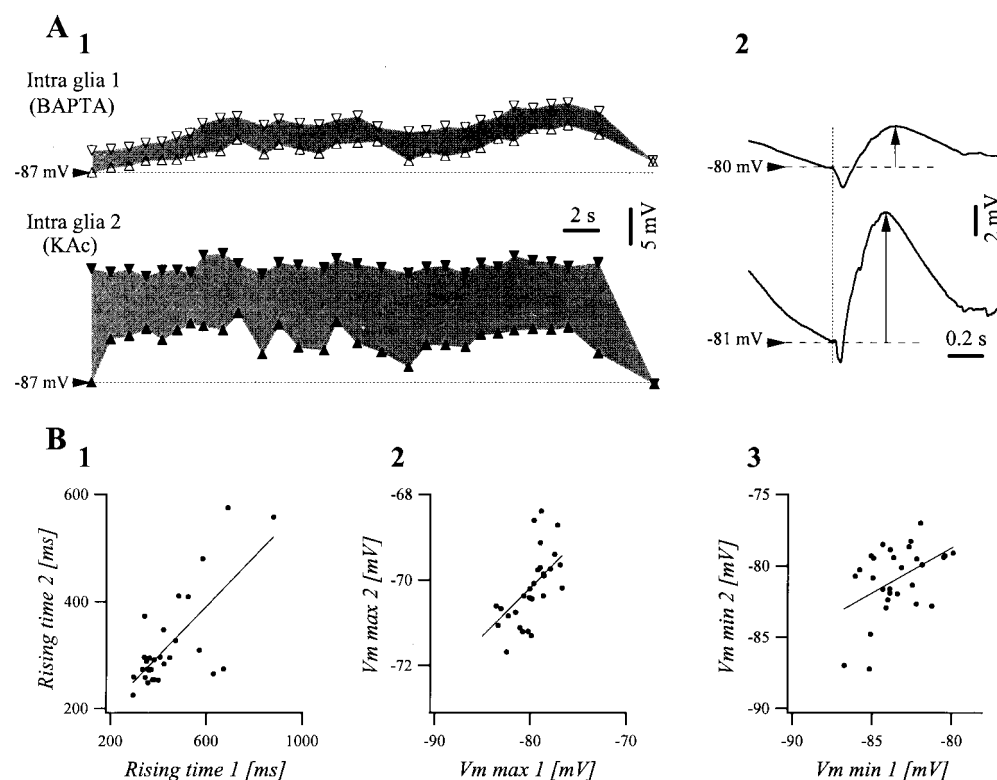 A
1
Intra glia 1
(BAPTA)
-87 mV
Intra glia 2
(KAc)
2 s
5 mV
-87 mV
2
-80 mV
2 mV
-81 mV
0.2 s
B
1
600
400
200
Rising time 2 [ms]
200
600
1000
Rising time 1 [ms]
2
-68
-70
-72
Vm max 2 [mV]
-90
-80
-70
Vm max 1 [mV]
3
-75
-80
-85
-90
Vm min 2 [mV]
-90
-85
-80
Vm min 1 [mV]